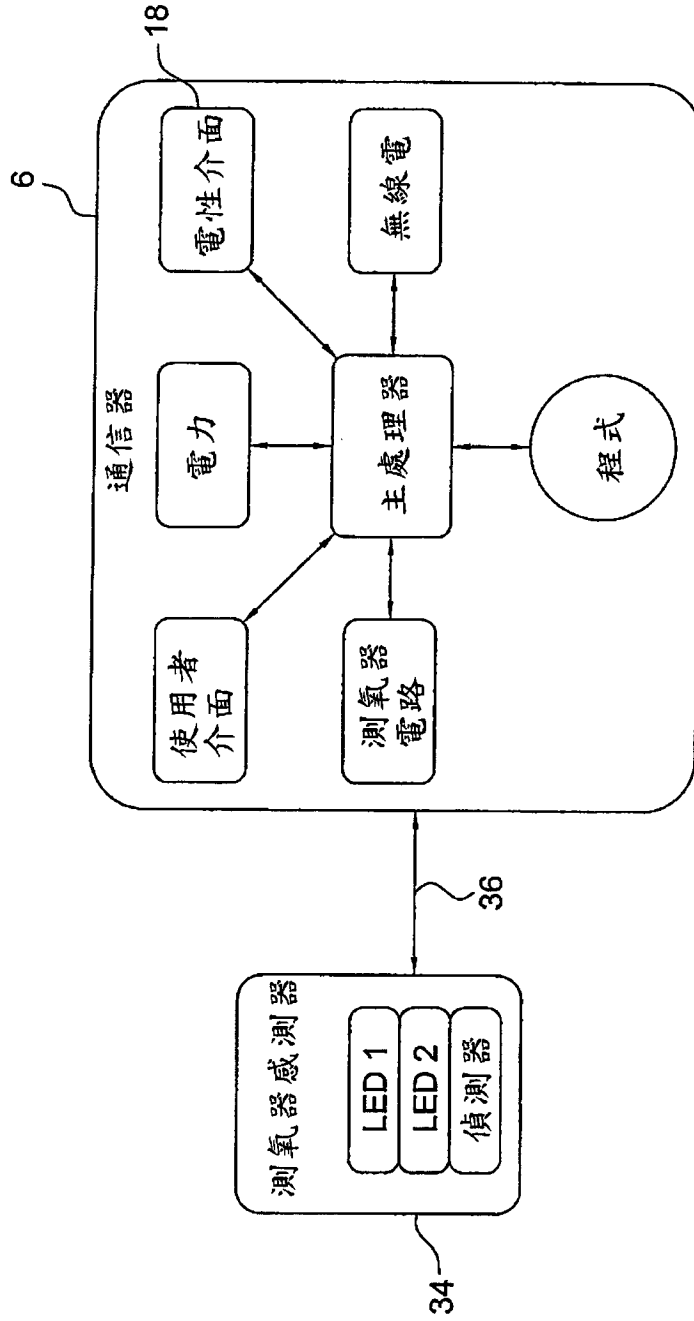 6
通信器
使用者
介面
電力
電性介面
18
測氧器
電路
主處理器
無線電
程式
36
測氧器感測器
LED 1
LED 2
偵測器
34